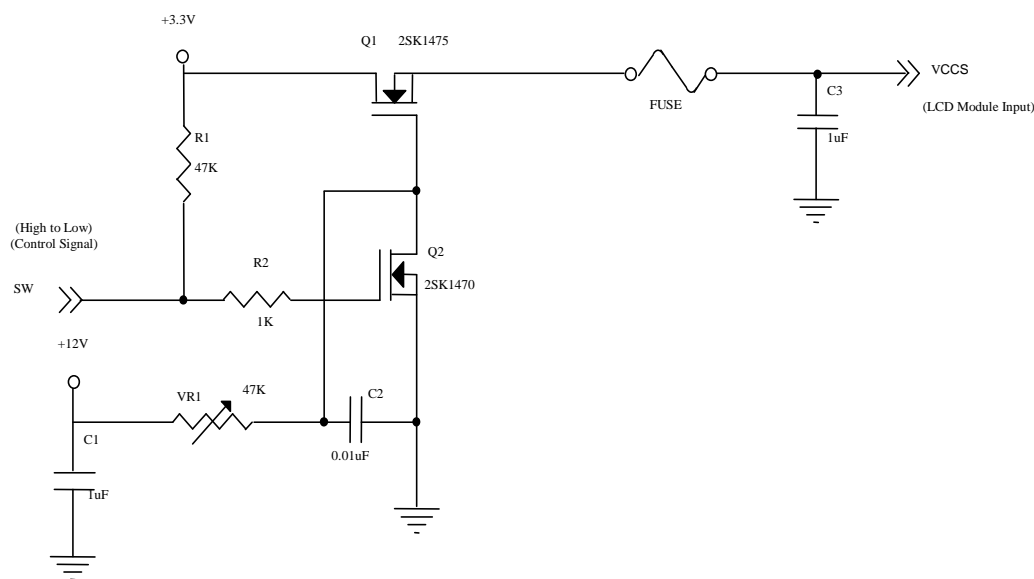 +3.3V
Q1 2SK1475
FUSE
VCCS
(LCD Module Input)
C3
1uF
R1
47K
(High to Low)
(Control Signal)
SW
R2
1K
Q2
2SK1470
+12V
VR1
47K
C2
0.01uF
C1
1uF